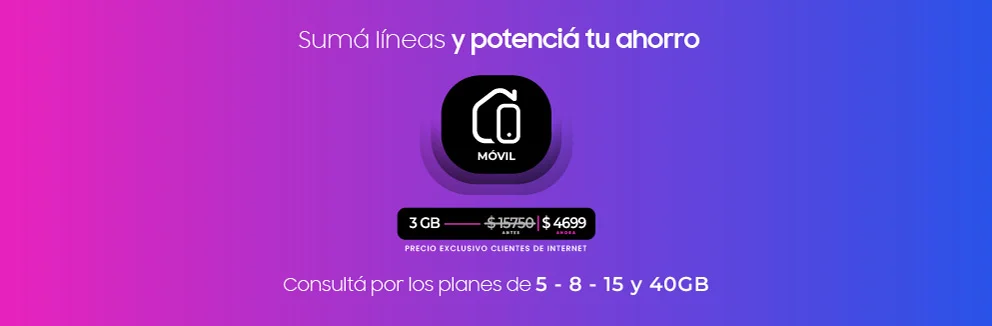 Sumá líneas y potenciá tu ahorro
MÓVIL
3 GB $ 15750 $ 4699
ANTES AHORA
PRECIO EXCLUSIVO CLIENTES DE INTERNET
Consultá por los planes de 5 - 8 - 15 y 40GB